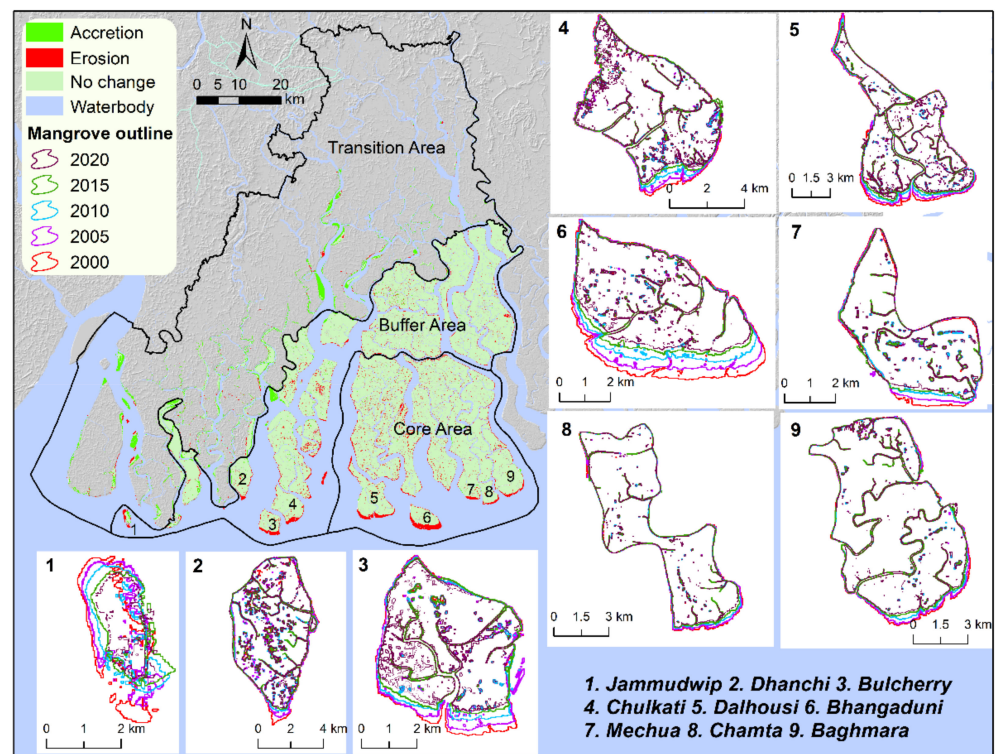 Accretion
Erosion
No change
Waterbody
Mangrove outline
2020
2015
2010
2005
2000
N
0 5 10 20
km
Transition Area
Buffer Area
Core Area
1
2
3
4
5
6
7
8
9
4
0 2 4 km
5
0 1.5 3 km
6
0 1 2 km
7
0 1 2 km
8
0 1.5 3 km
9
0 1.5 3 km
1
0 1 2 km
2
0 1 2 km
3
0 1 2 km
1. Jammudwip 2. Dhanchi 3. Bulcherry
4. Chulkati 5. Dalhousi 6. Bhangaduni
7. Mechua 8. Chamta 9. Baghmara